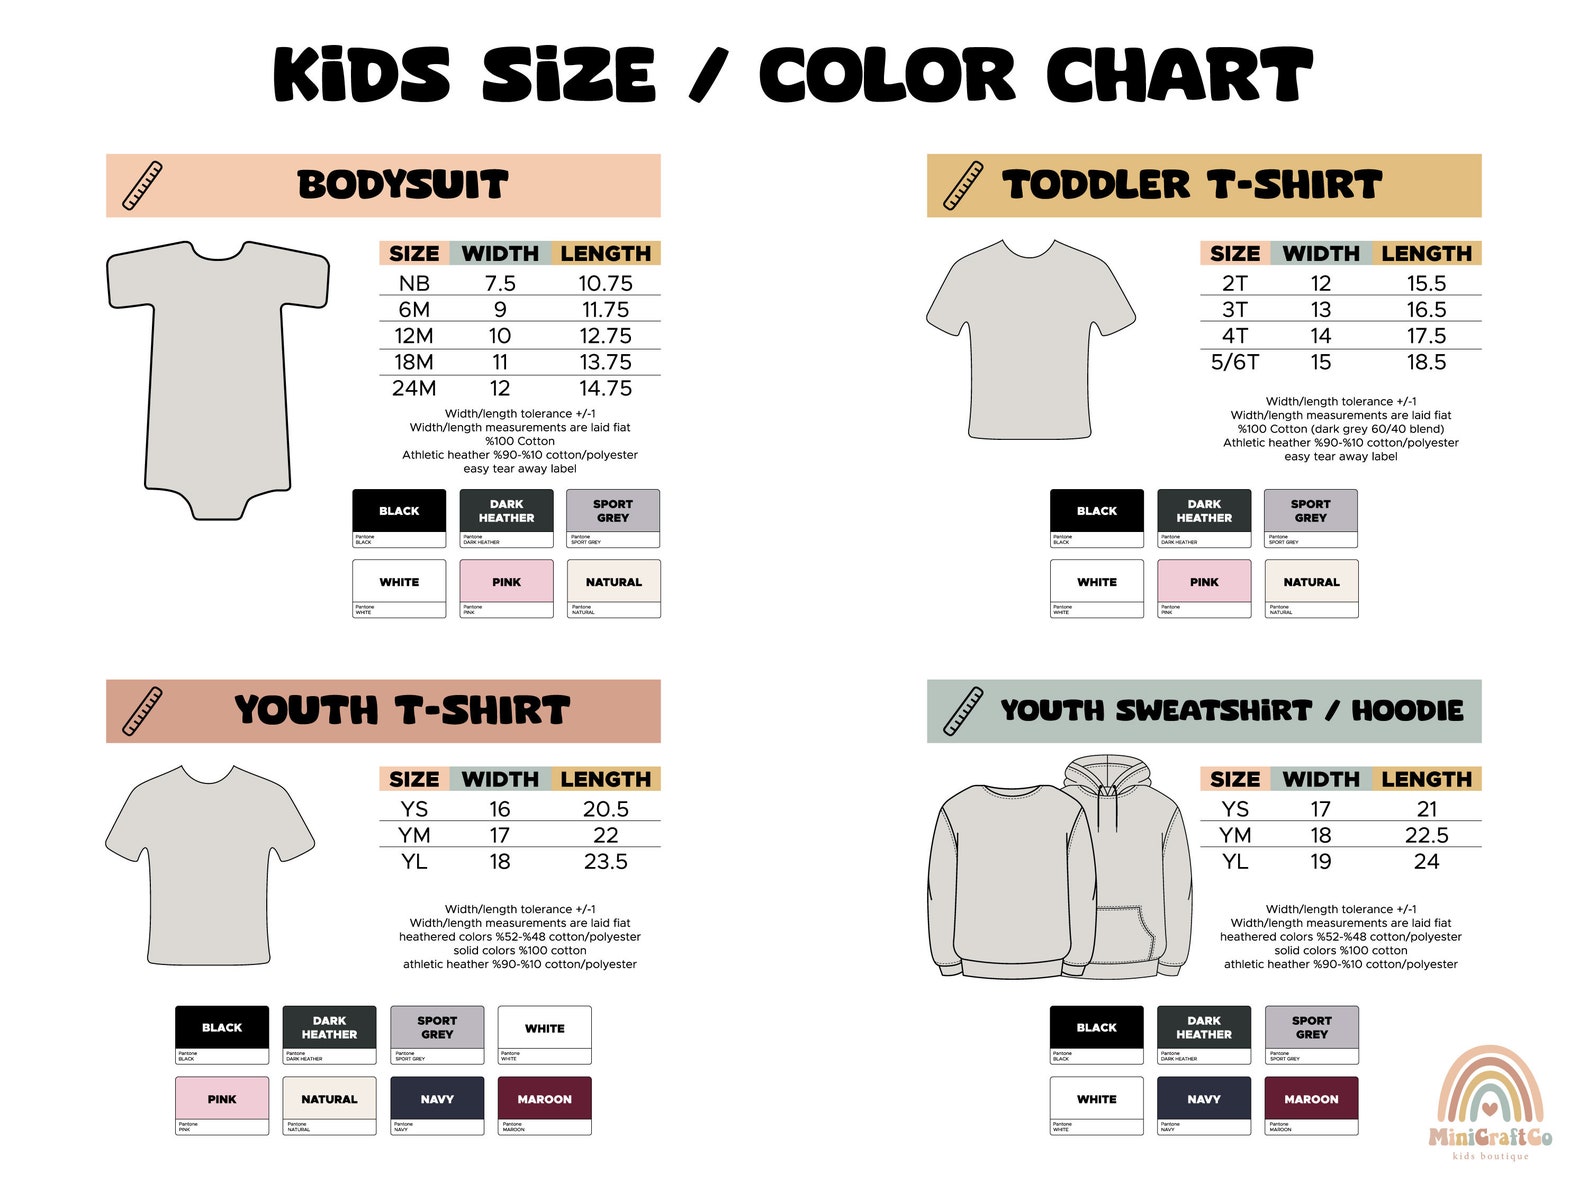 KiDS SiZE / COLOR CHART
BODYSUIT
SIZE WIDTH LENGTH
NB 7.5 10.75
6M 9 11.75
12M 10 12.75
18M 11 13.75
24M 12 14.75
Width/length tolerance +/-1
Width/length measurements are laid fiat
%100 Cotton
Athletic heather %90-%10 cotton/polyester
easy tear away label
BLACK
Pantone
BLACK
DARK
HEATHER
Pantone
DARK HEATHER
SPORT
GREY
Pantone
SPORT GREY
WHITE
Pantone
WHITE
PINK
Pantone
PINK
NATURAL
Pantone
NATURAL
TODDLER T-SHIRT
SIZE WIDTH LENGTH
2T 12 15.5
3T 13 16.5
4T 14 17.5
5/6T 15 18.5
Width/length tolerance +/-1
Width/length measurements are laid fiat
%100 Cotton (dark grey 60/40 blend)
Athletic heather %90-%10 cotton/polyester
easy tear away label
BLACK
Pantone
BLACK
DARK
HEATHER
Pantone
DARK HEATHER
SPORT
GREY
Pantone
SPORT GREY
WHITE
Pantone
WHITE
PINK
Pantone
PINK
NATURAL
Pantone
NATURAL
YOUTH T-SHIRT
SIZE WIDTH LENGTH
YS 16 20.5
YM 17 22
YL 18 23.5
Width/length tolerance +/-1
Width/length measurements are laid fiat
heathered colors %52-%48 cotton/polyester
solid colors %100 cotton
athletic heather %90-%10 cotton/polyester
BLACK
Pantone
BLACK
DARK
HEATHER
Pantone
DARK HEATHER
SPORT
GREY
Pantone
SPORT GREY
WHITE
Pantone
WHITE
PINK
Pantone
PINK
NATURAL
Pantone
NATURAL
NAVY
Pantone
NAVY
MAROON
Pantone
MAROON
YOUTH SWEATSHiRT / HOODIE
SIZE WIDTH LENGTH
YS 17 21
YM 18 22.5
YL 19 24
Width/length tolerance +/-1
Width/length measurements are laid fiat
heathered colors %52-%48 cotton/polyester
solid colors %100 cotton
athletic heather %90-%10 cotton/polyester
BLACK
Pantone
BLACK
DARK
HEATHER
Pantone
DARK HEATHER
SPORT
GREY
Pantone
SPORT GREY
WHITE
Pantone
WHITE
NAVY
Pantone
NAVY
MAROON
Pantone
MAROON
MiniCraftCo
kids boutique